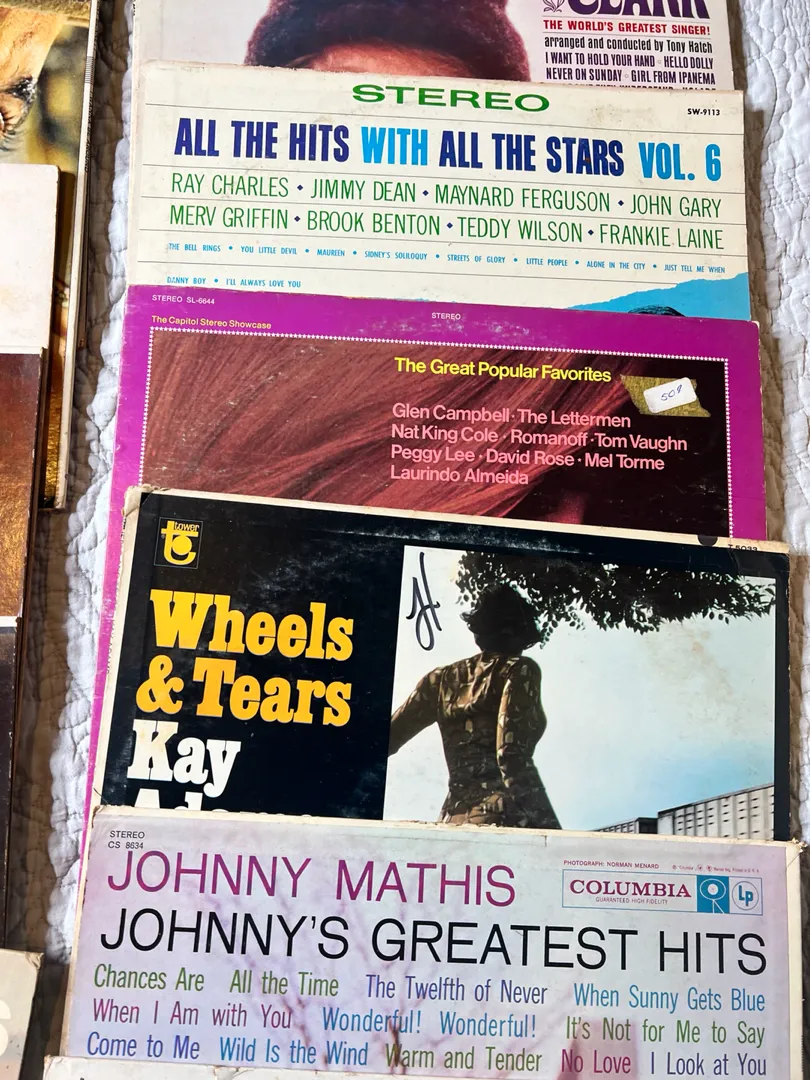 CLARK
THE WORLD'S GREATEST SINGER!
arranged and conducted by Tony Hatch
I WANT TO HOLD YOUR HAND • HELLO DOLLY
NEVER ON SUNDAY • GIRL FROM IPANEMA
STEREO
SW-9113
ALL THE HITS WITH ALL THE STARS VOL. 6
RAY CHARLES • JIMMY DEAN • MAYNARD FERGUSON • JOHN GARY
MERV GRIFFIN • BROOK BENTON • TEDDY WILSON • FRANKIE LAINE
THE BELL RINGS • YOU LITTLE DEVIL • MAUREEN • SIDNEY'S SOLILOQUY • STREETS OF GLORY • LITTLE PEOPLE • ALONE IN THE CITY • JUST TELL ME WHEN
DANNY BOY • I'LL ALWAYS LOVE YOU
STEREO SL-6644
STEREO
The Capitol Stereo Showcase
The Great Popular Favorites
50¢
Glen Campbell · The Lettermen
Nat King Cole · Romanoff · Tom Vaughn
Peggy Lee · David Rose · Mel Torme
Laurindo Almeida
T 5033
tower
Wheels
& Tears
Kay
JH
STEREO
CS 8634
PHOTOGRAPH: NORMAN MENARD
JOHNNY MATHIS
COLUMBIA
GUARANTEED HIGH FIDELITY
Lp
JOHNNY'S GREATEST HITS
Chances Are All the Time The Twelfth of Never When Sunny Gets Blue
When I Am with You Wonderful! Wonderful! It's Not for Me to Say
Come to Me Wild Is the Wind Warm and Tender No Love I Look at You
S